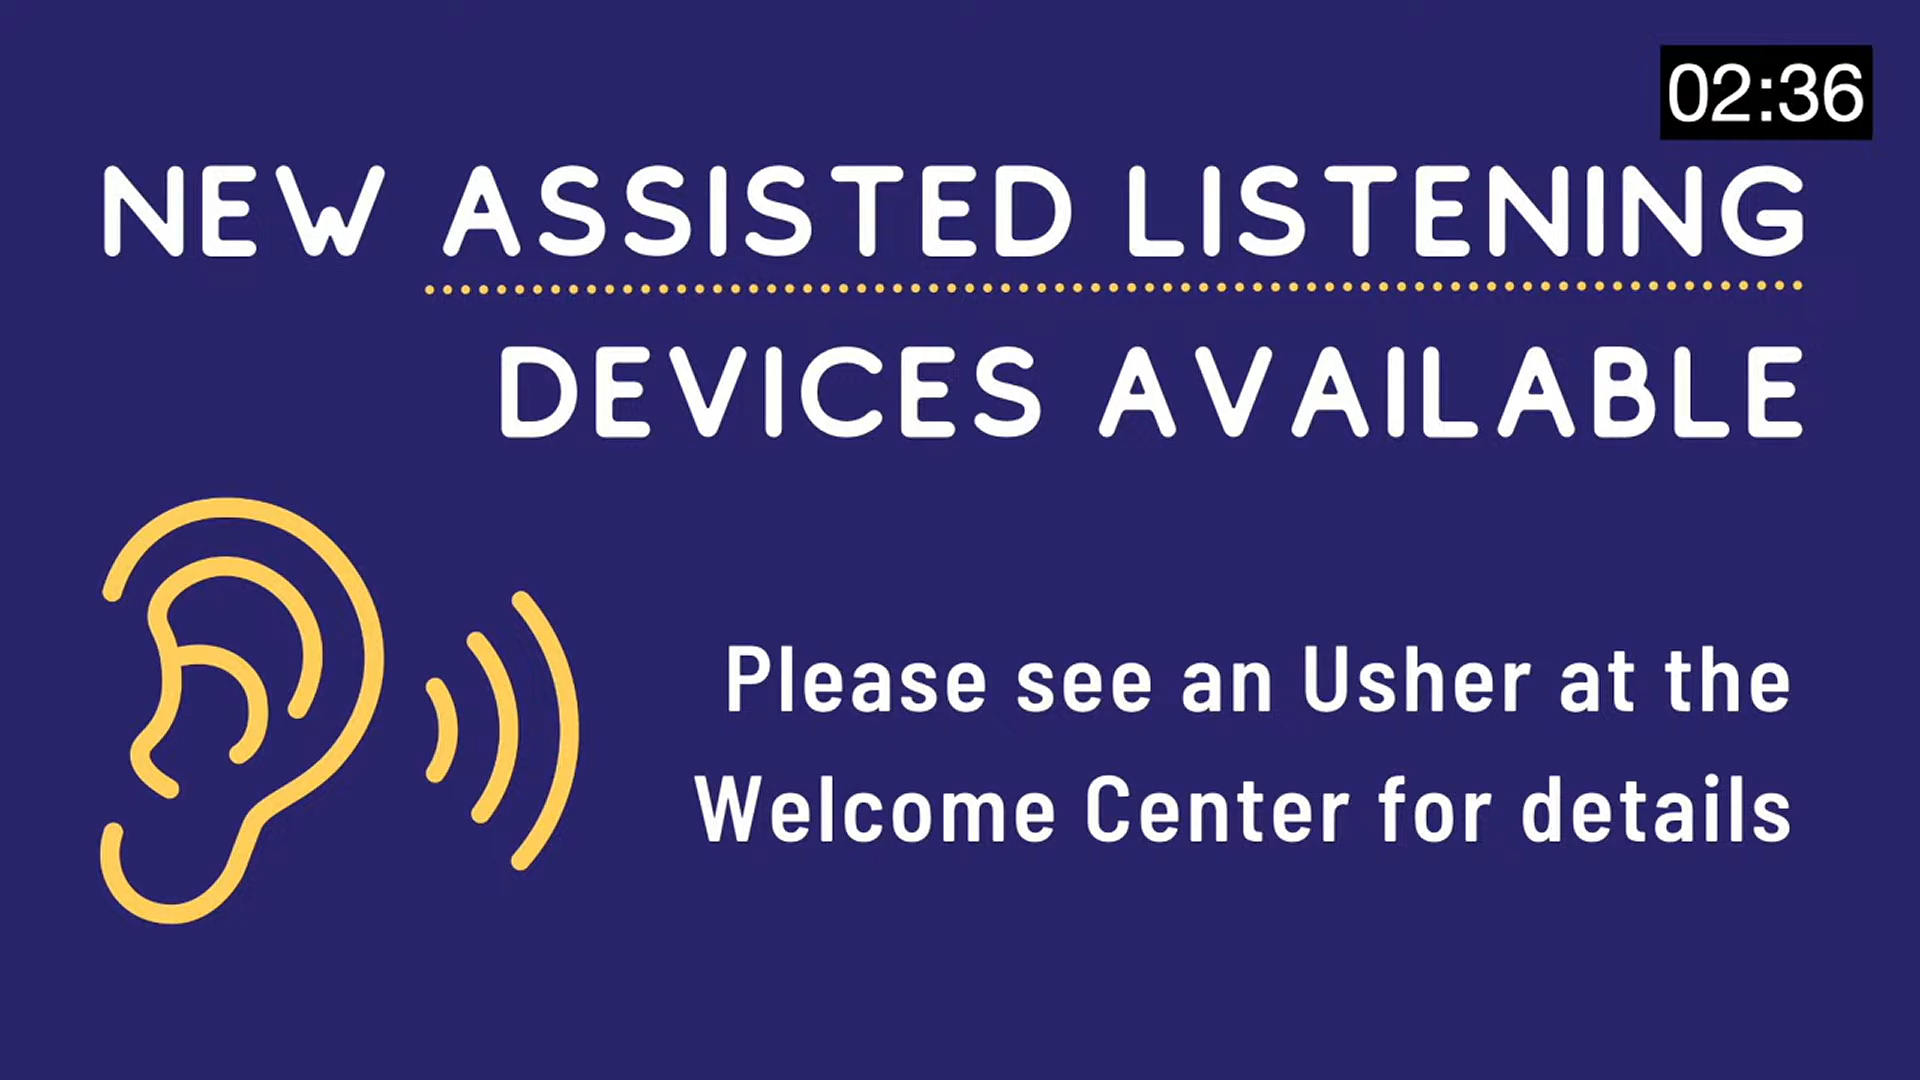 02:36
NEW ASSISTED LISTENING
DEVICES AVAILABLE
Please see an Usher at the
Welcome Center for details